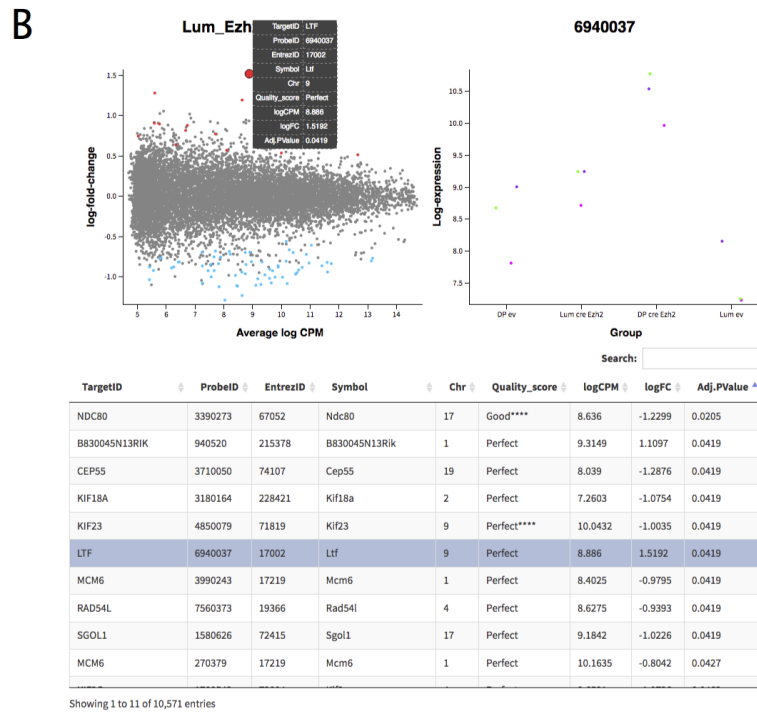 B
Lum_Ezh
TargetID LTF
ProbeID 6940037
EntrezID 17002
Symbol Ltf
Chr 9
Quality_score Perfect
logCPM 8.886
logFC 1.5192
Adj.PValue 0.0419
log-fold-change
1.5
1.0
0.5
0.0
-0.5
-1.0
5 6 7 8 9 10 11 12 13 14
Average log CPM
6940037
Log-expression
10.5
10.0
9.5
9.0
8.5
8.0
7.5
DP ev Lum cre Ezh2 DP cre Ezh2 Lum ev
Group
Search:
TargetID ProbeID EntrezID Symbol Chr Quality_score logCPM logFC Adj.PValue
NDC80 3390273 67052 Ndc80 17 Good**** 8.636 -1.2299 0.0205
B830045N13RIK 940520 215378 B830045N13Rik 1 Perfect 9.3149 1.1097 0.0419
CEP55 3710050 74107 Cep55 19 Perfect 8.039 -1.2876 0.0419
KIF18A 3180164 228421 Kif18a 2 Perfect 7.2603 -1.0754 0.0419
KIF23 4850079 71819 Kif23 9 Perfect**** 10.0432 -1.0035 0.0419
LTF 6940037 17002 Ltf 9 Perfect 8.886 1.5192 0.0419
MCM6 3990243 17219 Mcm6 1 Perfect 8.4025 -0.9795 0.0419
RAD54L 7560373 19366 Rad54l 4 Perfect 8.6275 -0.9393 0.0419
SGOL1 1580626 72415 Sgol1 17 Perfect 9.1842 -1.0226 0.0419
MCM6 270379 17219 Mcm6 1 Perfect 10.1635 -0.8042 0.0427
Showing 1 to 11 of 10,571 entries